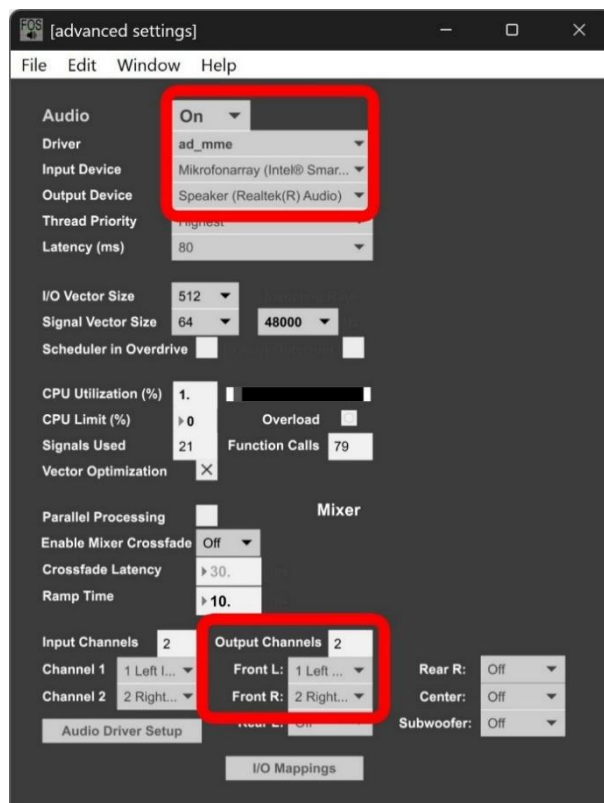 FOS [advanced settings]
File Edit Window Help
Audio On
Driver ad_mme
Input Device Mikrofonarray (Intel® Smar...
Output Device Speaker (Realtek(R) Audio)
Thread Priority Highest
Latency (ms) 80
I/O Vector Size 512
Signal Vector Size 64 48000
Scheduler in Overdrive
CPU Utilization (%) 1.
CPU Limit (%) 0 Overload
Signals Used 21 Function Calls 79
Vector Optimization
Parallel Processing Mixer
Enable Mixer Crossfade Off
Crossfade Latency 30.
Ramp Time 10.
Input Channels 2 Output Channels 2
Channel 1 1 Left I... Front L: 1 Left ... Rear R: Off
Channel 2 2 Right... Front R: 2 Right... Center: Off
Audio Driver Setup Rear L: Off Subwoofer: Off
I/O Mappings